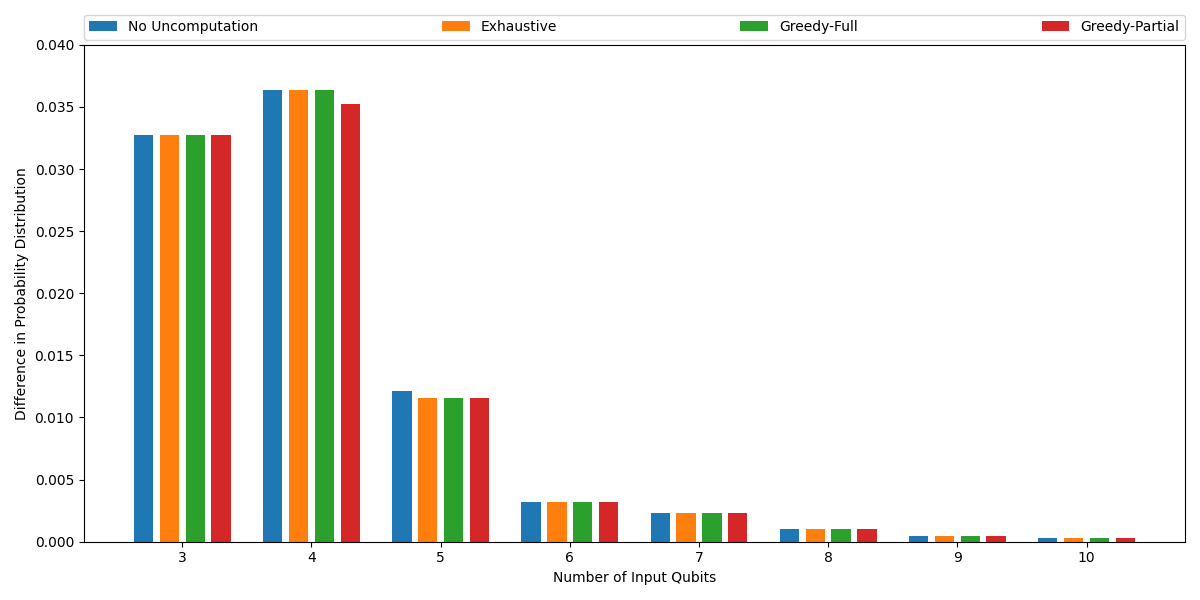 No Uncomputation Exhaustive Greedy-Full Greedy-Partial
0.040
0.035
0.030
0.025
0.020
0.015
0.010
0.005
0.000
Difference in Probability Distribution
3 4 5 6 7 8 9 10
Number of Input Qubits